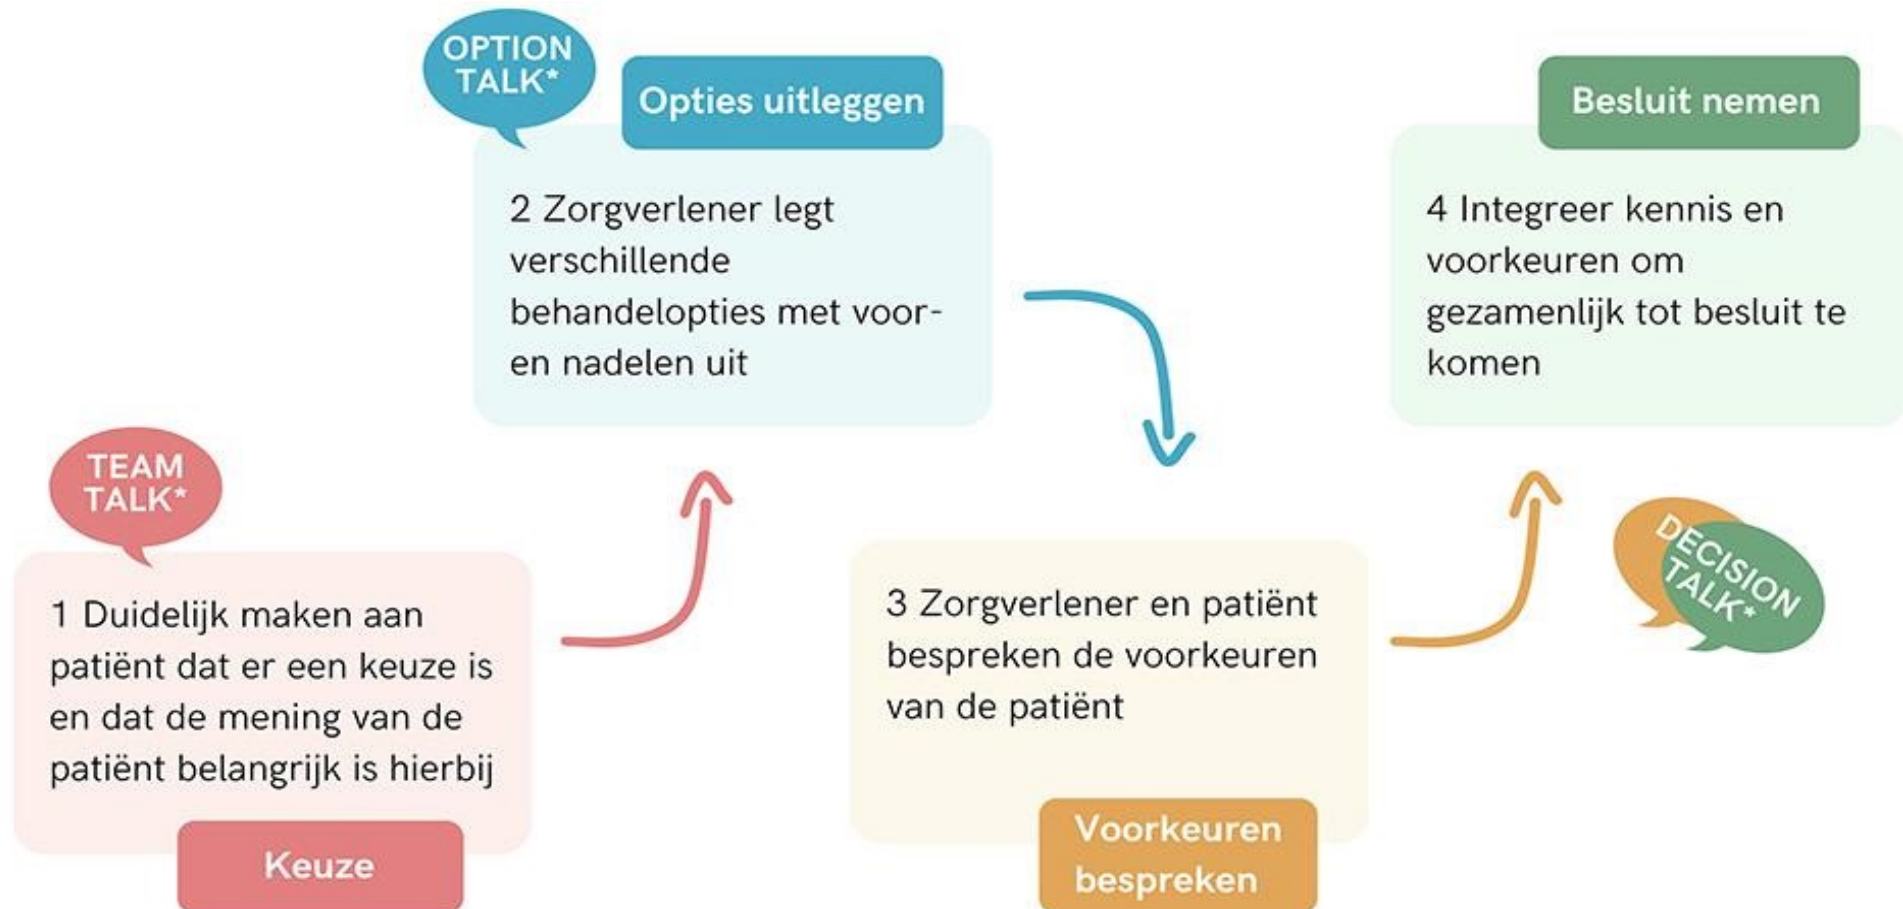 TEAM
TALK*
1 Duidelijk maken aan
patiënt dat er een keuze is
en dat de mening van de
patiënt belangrijk is hierbij
Keuze
OPTION
TALK*
Opties uitleggen
2 Zorgverlener legt
verschillende
behandelopties met voor-
en nadelen uit
3 Zorgverlener en patiënt
bespreken de voorkeuren
van de patiënt
Voorkeuren
bespreken
Besluit nemen
4 Integreer kennis en
voorkeuren om
gezamenlijk tot besluit te
komen
DECISION
TALK*